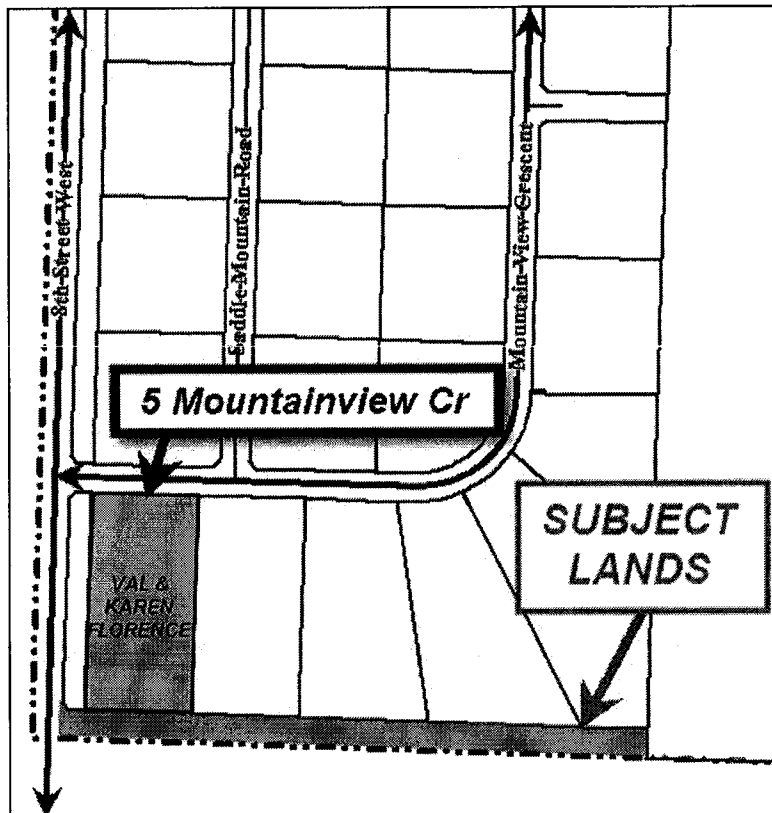 8th Street West
Saddle Mountain Road
Mountain View Crescent
5 Mountainview Cr
SUBJECT
LANDS
VAL &
KAREN
FLORENCE